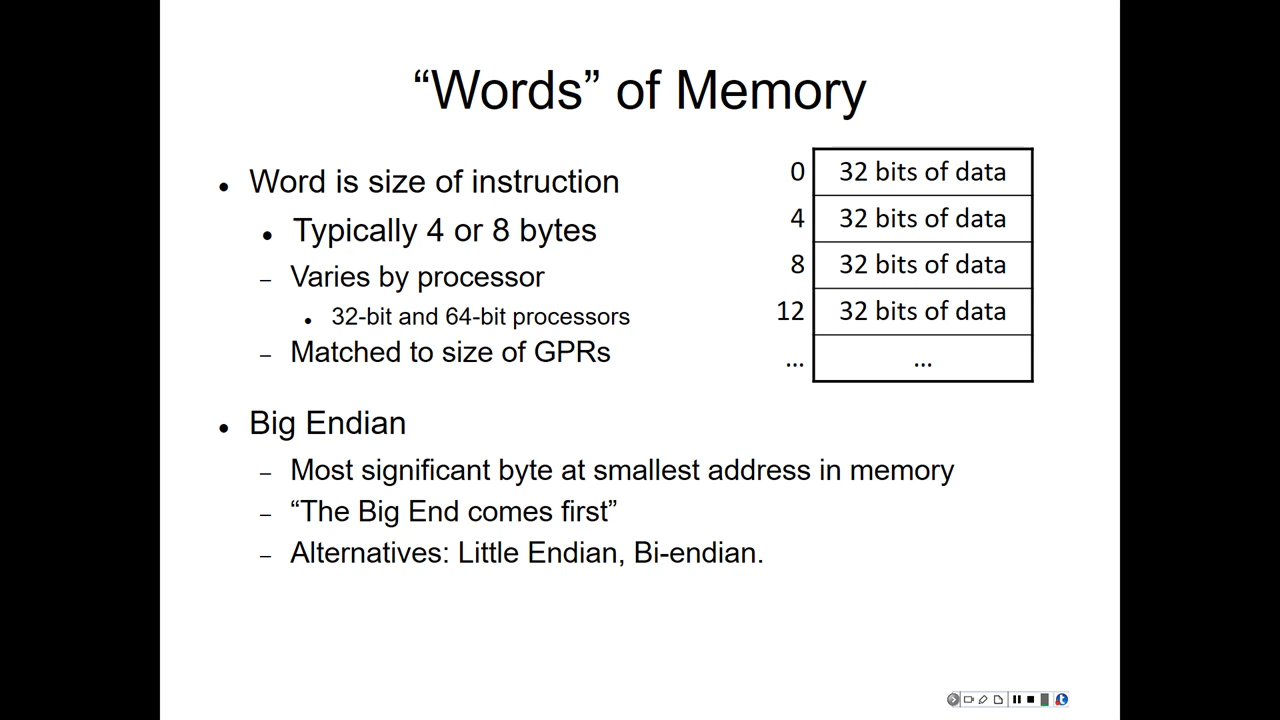 “Words” of Memory
• Word is size of instruction
• Typically 4 or 8 bytes
– Varies by processor
• 32-bit and 64-bit processors
– Matched to size of GPRs
0 32 bits of data
4 32 bits of data
8 32 bits of data
12 32 bits of data
... ...
• Big Endian
– Most significant byte at smallest address in memory
– “The Big End comes first”
– Alternatives: Little Endian, Bi-endian.